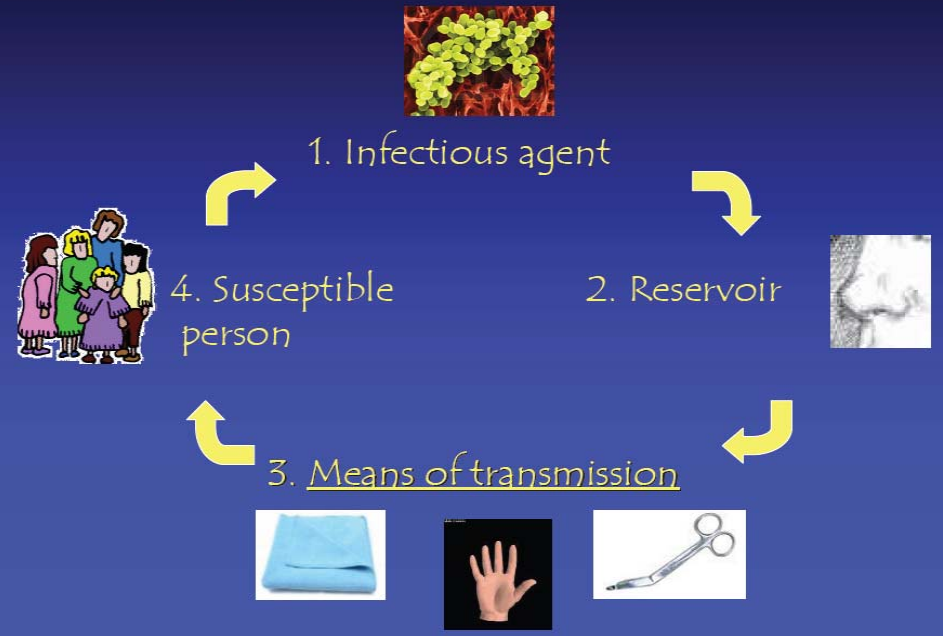 1. Infectious agent
2. Reservoir
3. Means of transmission
4. Susceptible
person